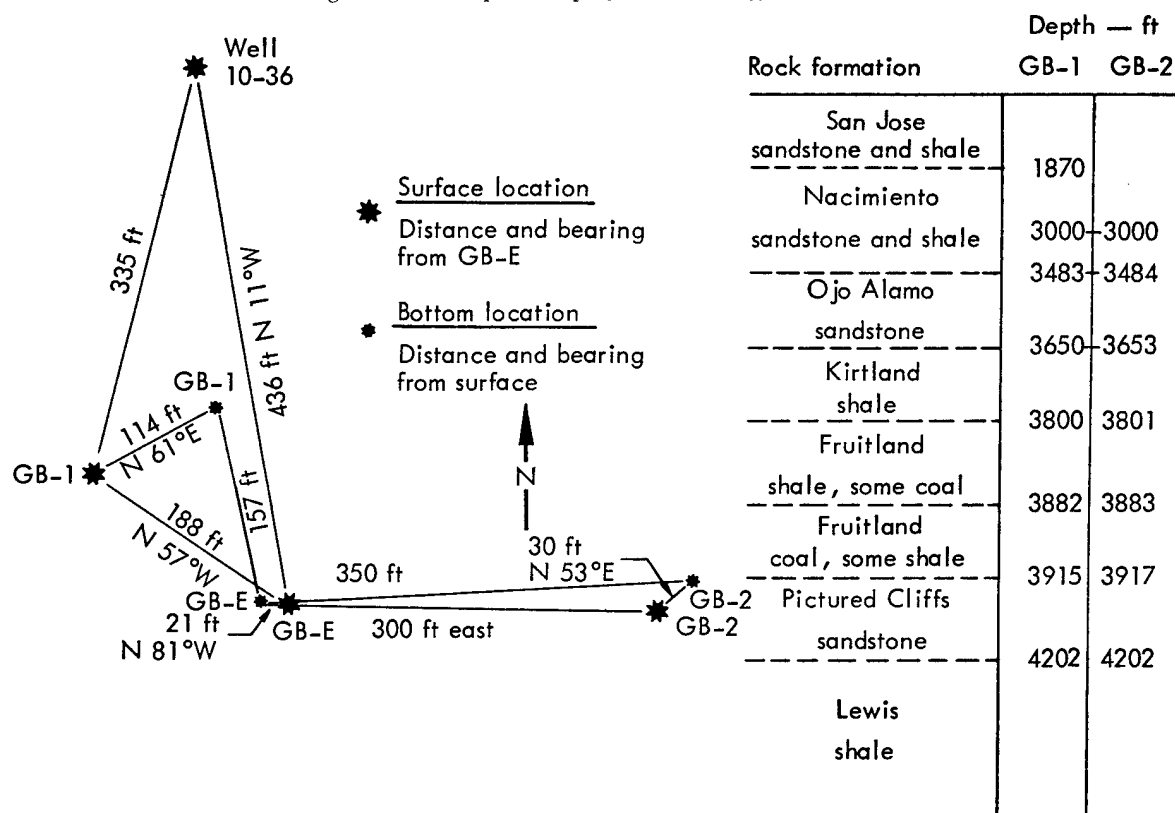 Well
10-36
335 ft
436 ft N 11°W
GB-1
114 ft
N 61°E
GB-1
157 ft
188 ft
N 57°W
GB-E
21 ft
N 81°W
GB-E
350 ft
300 ft east
30 ft
N 53°E
GB-2
GB-2
Surface location
Distance and bearing
from GB-E
Bottom location
Distance and bearing
from surface
N
Depth — ft
Rock formation GB-1 GB-2
San Jose
sandstone and shale
1870
Nacimiento
sandstone and shale 3000 3000
3483 3484
Ojo Alamo
sandstone
3650 3653
Kirtland
shale
3800 3801
Fruitland
shale, some coal
3882 3883
Fruitland
coal, some shale
3915 3917
Pictured Cliffs
sandstone
4202 4202
Lewis
shale